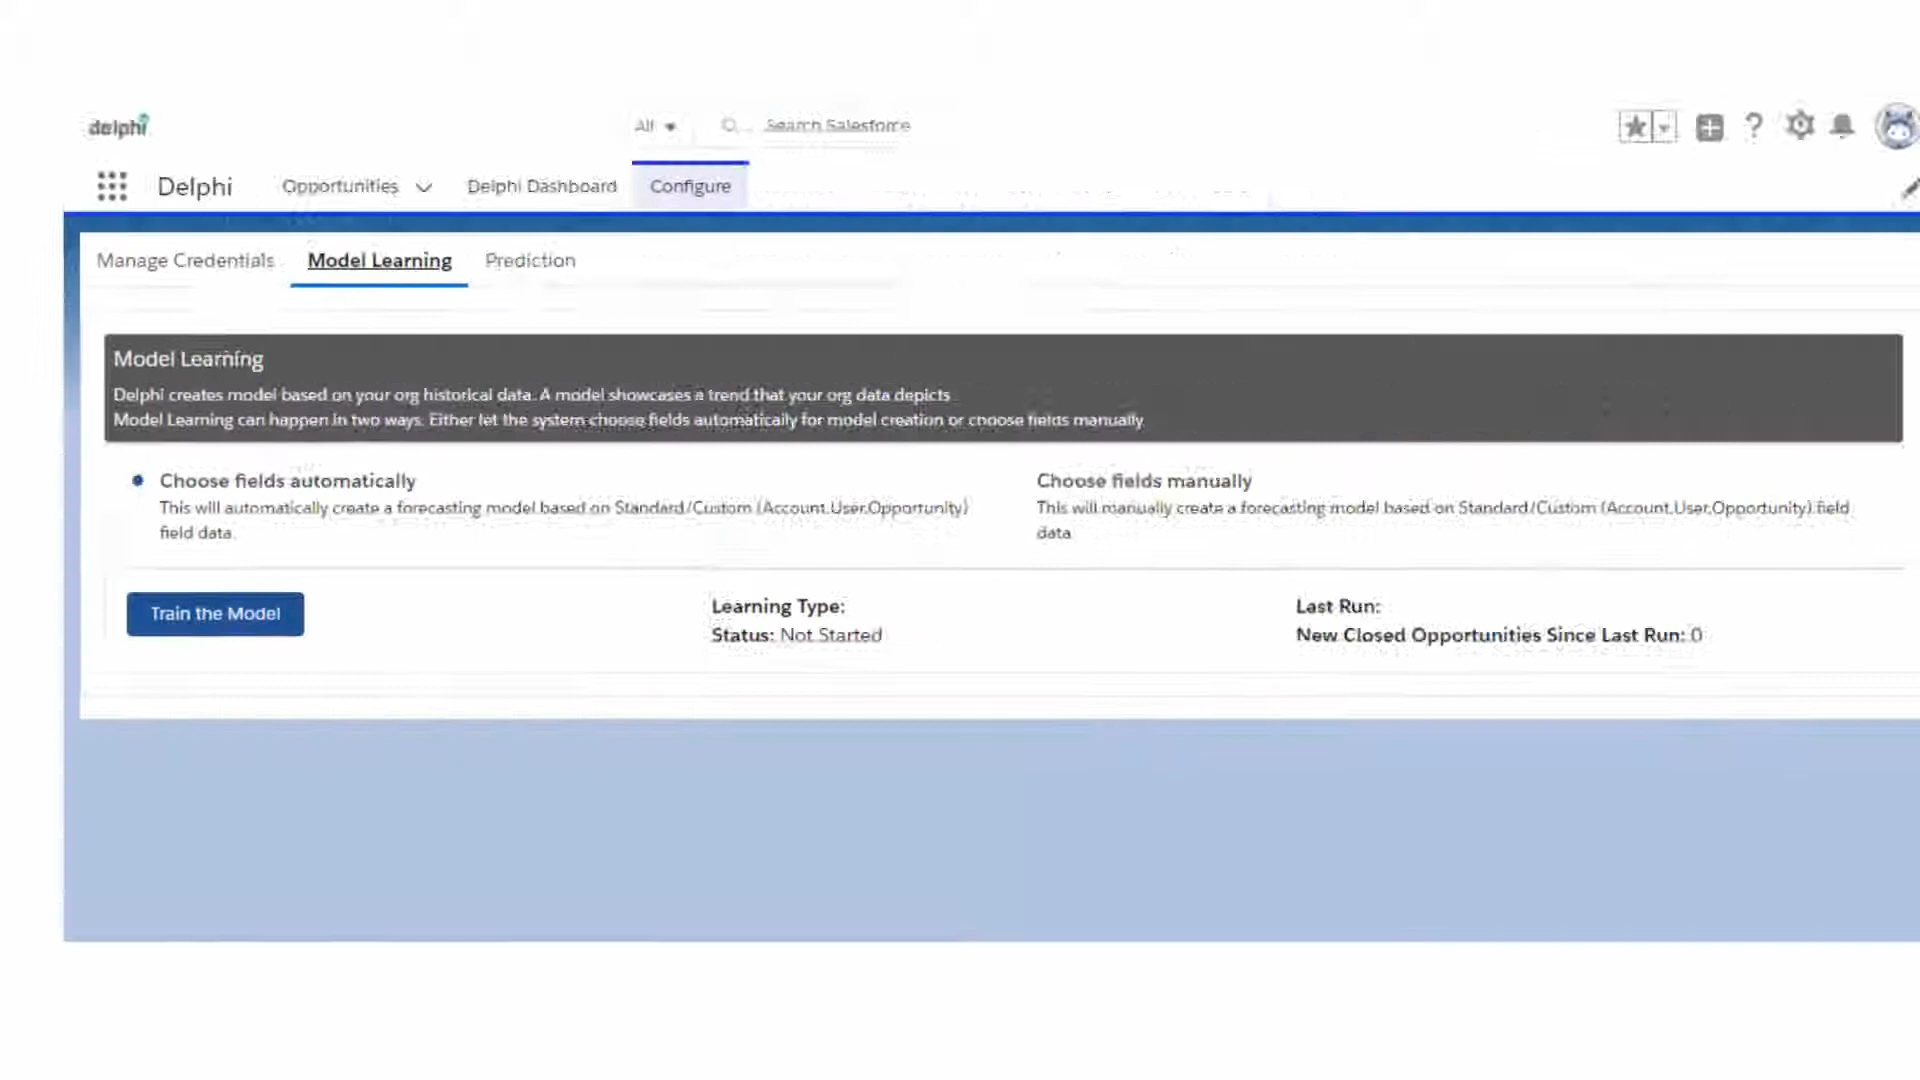 delphi
All Search Salesforce
Delphi Opportunities Delphi Dashboard Configure
Manage Credentials Model Learning Prediction
Model Learning
Delphi creates model based on your org historical data. A model showcases a trend that your org data depicts
Model Learning can happen in two ways. Either let the system choose fields automatically for model creation or choose fields manually.
Choose fields automatically
This will automatically create a forecasting model based on Standard/Custom (Account,User,Opportunity)
field data.
Choose fields manually
This will manually create a forecasting model based on Standard/Custom (Account,User,Opportunity) field
data
Train the Model
Learning Type:
Status: Not Started
Last Run:
New Closed Opportunities Since Last Run: 0